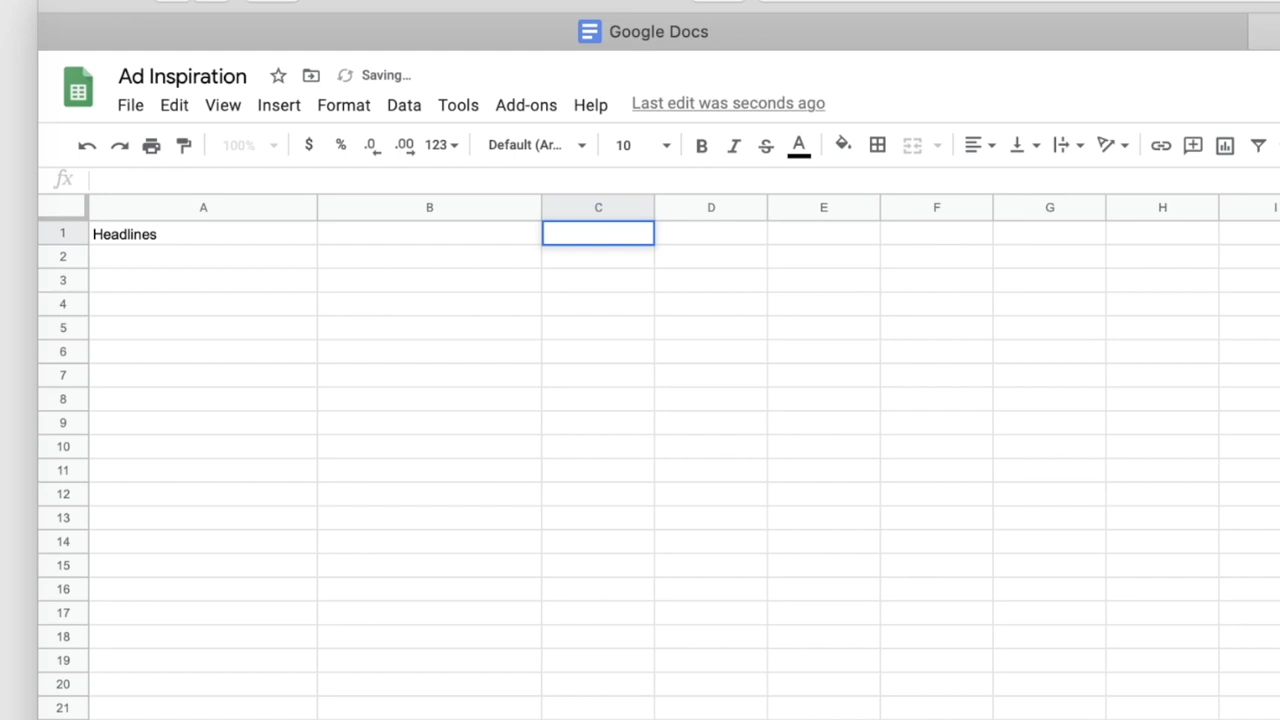 Google Docs
Ad Inspiration Saving...
File Edit View Insert Format Data Tools Add-ons Help Last edit was seconds ago
100% $ % .0 .00 123 Default (Ar... 10 B I S A
fx
A B C D E F G H I
1 Headlines
2
3
4
5
6
7
8
9
10
11
12
13
14
15
16
17
18
19
20
21